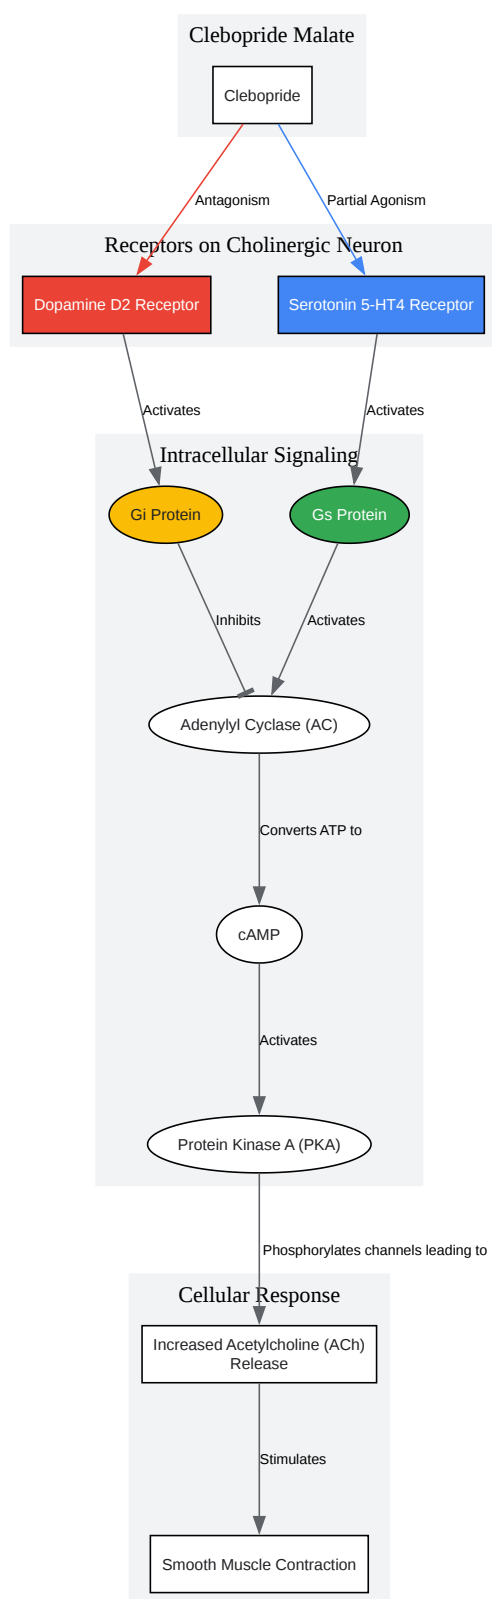 Clebopride Malate
Clebopride
Antagonism
Partial Agonism
Receptors on Cholinergic Neuron
Dopamine D2 Receptor
Serotonin 5-HT4 Receptor
Activates
Activates
Intracellular Signaling
Gi Protein
Gs Protein
Inhibits
Activates
Adenylyl Cyclase (AC)
Converts ATP to
cAMP
Activates
Protein Kinase A (PKA)
Phosphorylates channels leading to
Cellular Response
Increased Acetylcholine (ACh)
Release
Stimulates
Smooth Muscle Contraction